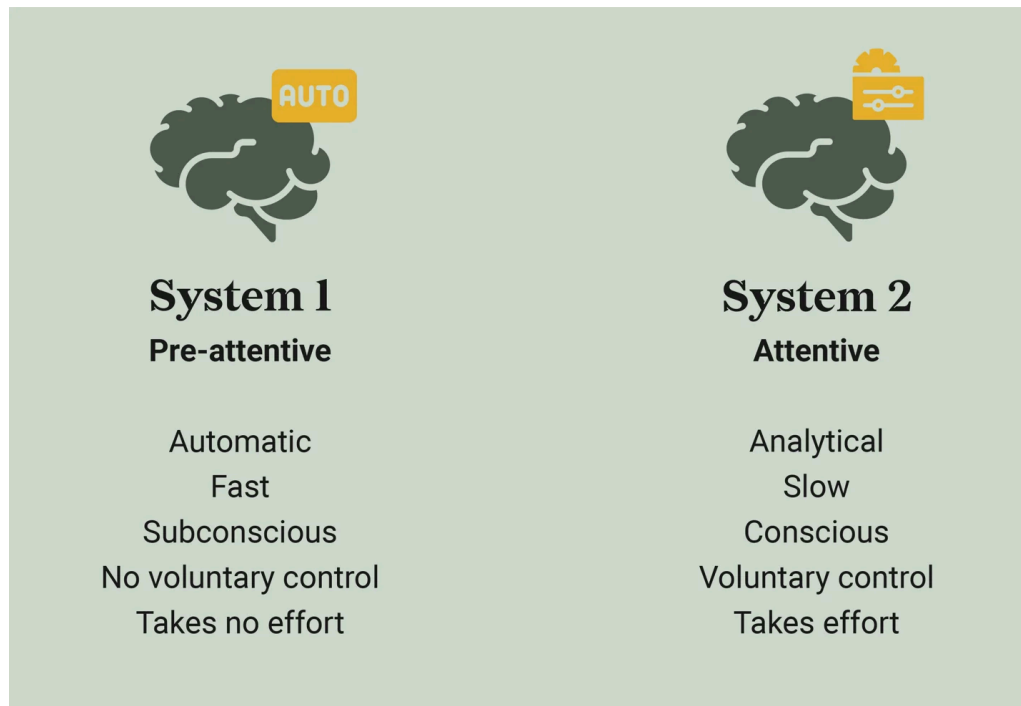 AUTO
System 1
Pre-attentive
Automatic
Fast
Subconscious
No voluntary control
Takes no effort
System 2
Attentive
Analytical
Slow
Conscious
Voluntary control
Takes effort